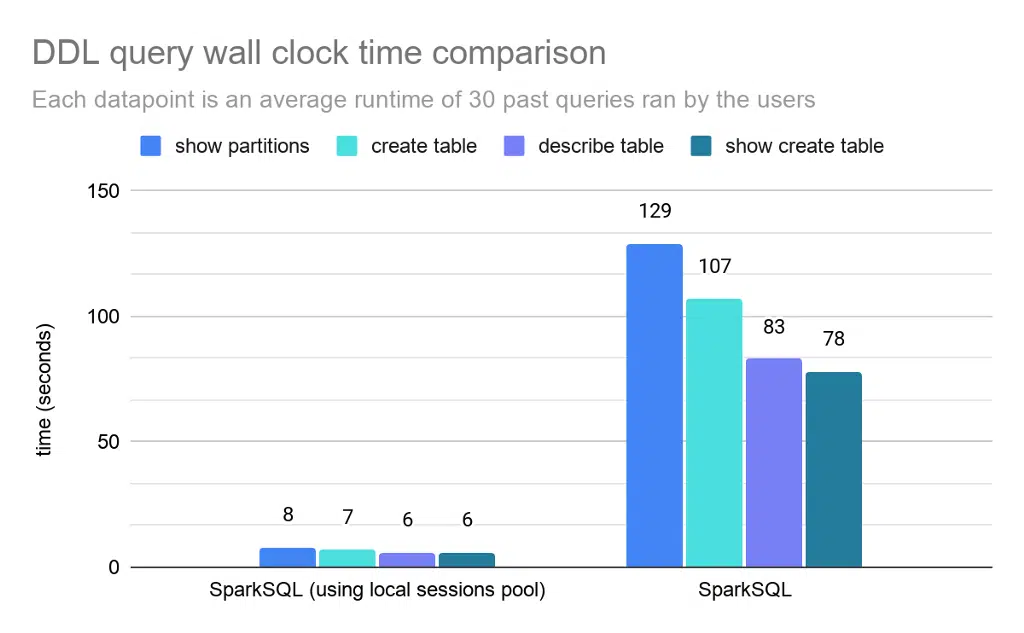 DDL query wall clock time comparison
Each datapoint is an average runtime of 30 past queries ran by the users
show partitions create table describe table show create table
150
129
107
100
83
78
time (seconds)
50
8 7 6 6
0
SparkSQL (using local sessions pool) SparkSQL